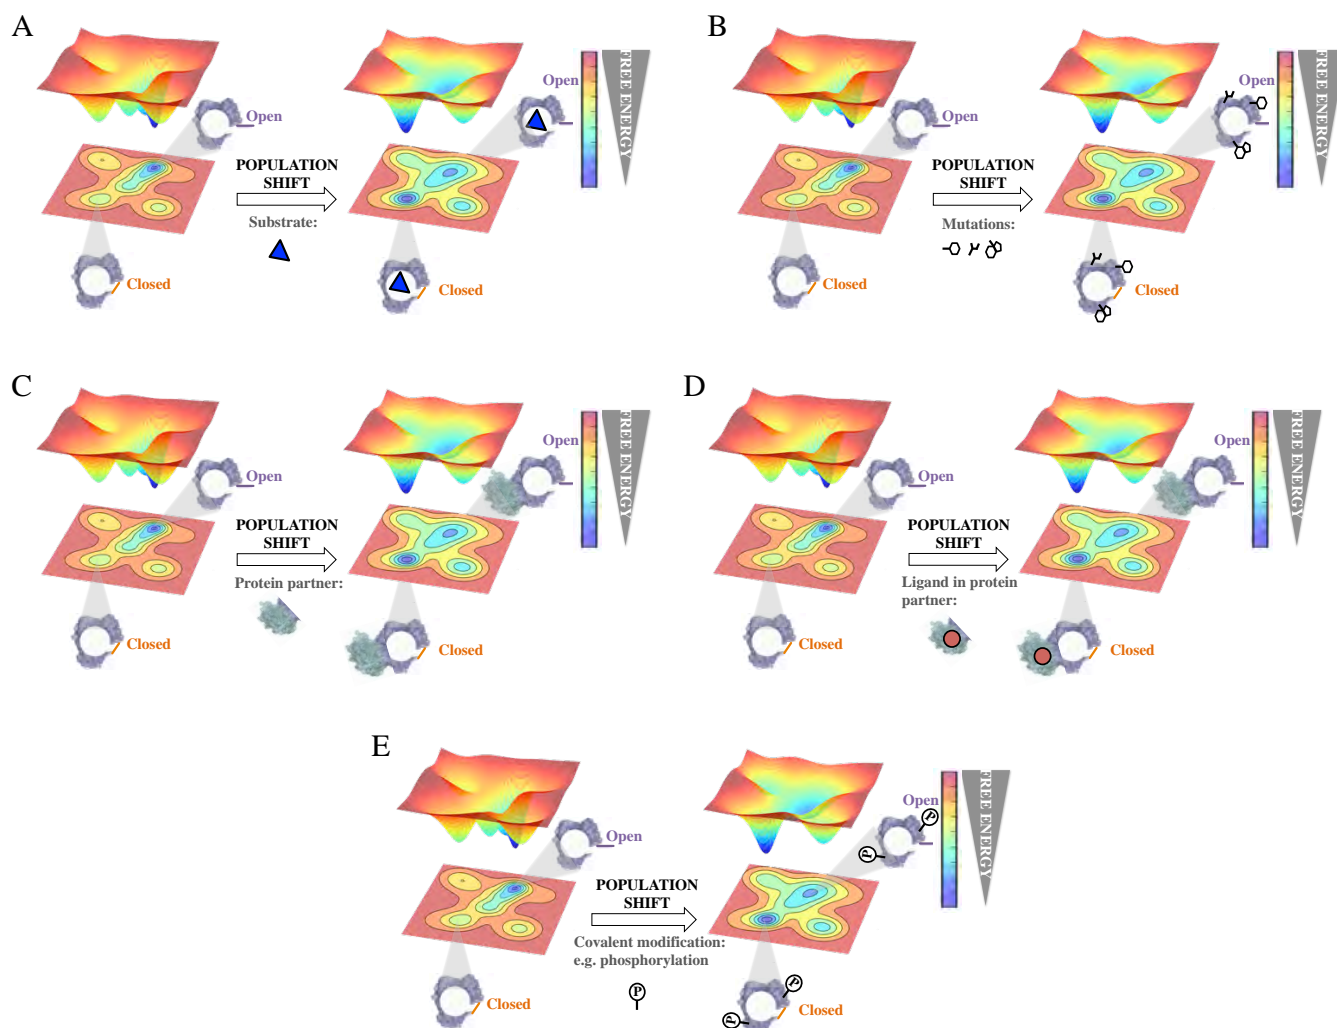 A
Open
POPULATION
SHIFT
Substrate:
Closed
Open
Closed
FREE ENERGY
B
Open
POPULATION
SHIFT
Mutations:
Closed
Open
Closed
FREE ENERGY
C
Open
POPULATION
SHIFT
Protein partner:
Closed
Open
Closed
FREE ENERGY
D
Open
POPULATION
SHIFT
Ligand in protein
partner:
Closed
Open
Closed
FREE ENERGY
E
Open
POPULATION
SHIFT
Covalent modification:
e.g. phosphorylation
P
Closed
Open
P
P
P
P
Closed
FREE ENERGY